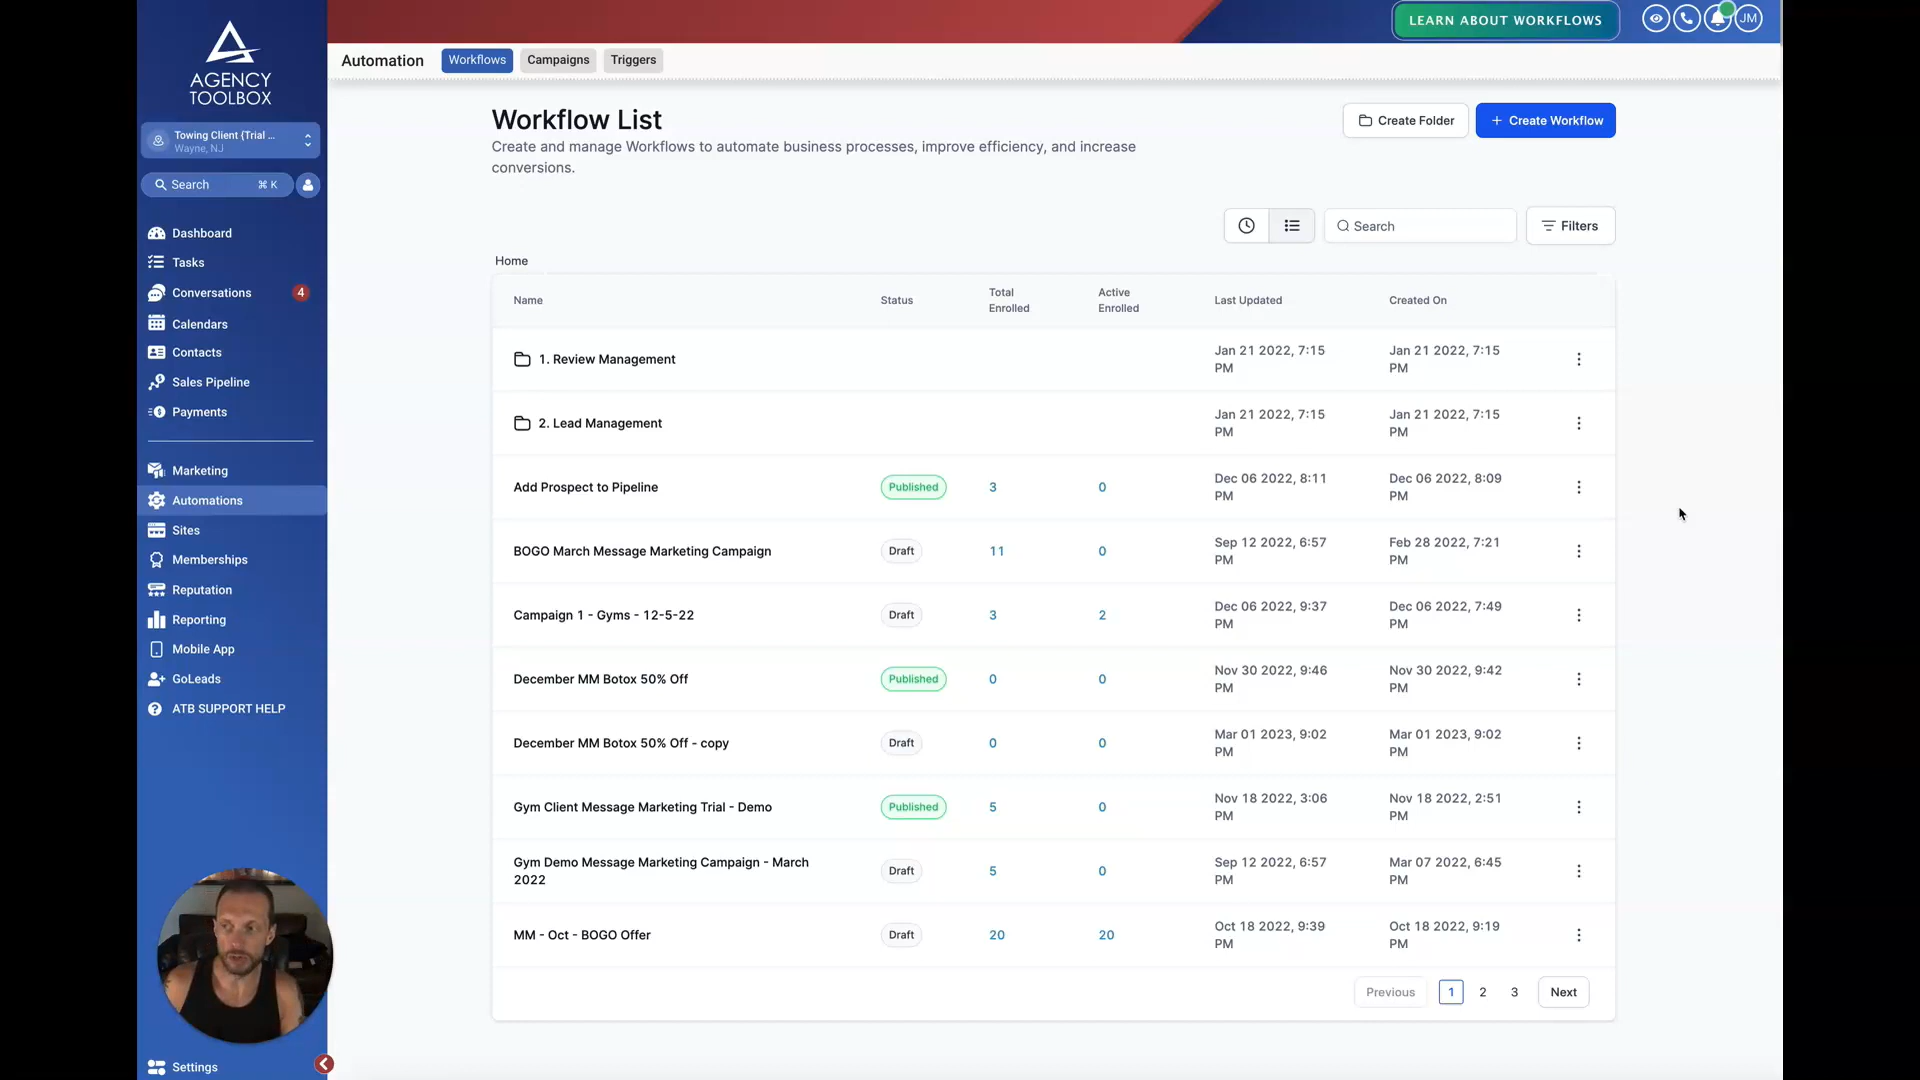 LEARN ABOUT WORKFLOWS
JM
AGENCY
TOOLBOX
Automation
Workflows
Campaigns
Triggers
Towing Client (Trial ...
Wayne, NJ
Search
⌘ K
Dashboard
Tasks
Conversations
4
Calendars
Contacts
Sales Pipeline
Payments
Marketing
Automations
Sites
Memberships
Reputation
Reporting
Mobile App
GoLeads
ATB SUPPORT HELP
Settings
Workflow List
Create and manage Workflows to automate business processes, improve efficiency, and increase
conversions.
Create Folder
+ Create Workflow
Search
Filters
Home
Name
Status
Total
Enrolled
Active
Enrolled
Last Updated
Created On
1. Review Management
Jan 21 2022, 7:15
PM
Jan 21 2022, 7:15
PM
2. Lead Management
Jan 21 2022, 7:15
PM
Jan 21 2022, 7:15
PM
Add Prospect to Pipeline
Published
3
0
Dec 06 2022, 8:11
PM
Dec 06 2022, 8:09
PM
BOGO March Message Marketing Campaign
Draft
11
0
Sep 12 2022, 6:57
PM
Feb 28 2022, 7:21
PM
Campaign 1 - Gyms - 12-5-22
Draft
3
2
Dec 06 2022, 9:37
PM
Dec 06 2022, 7:49
PM
December MM Botox 50% Off
Published
0
0
Nov 30 2022, 9:46
PM
Nov 30 2022, 9:42
PM
December MM Botox 50% Off - copy
Draft
0
0
Mar 01 2023, 9:02
PM
Mar 01 2023, 9:02
PM
Gym Client Message Marketing Trial - Demo
Published
5
0
Nov 18 2022, 3:06
PM
Nov 18 2022, 2:51
PM
Gym Demo Message Marketing Campaign - March
2022
Draft
5
0
Sep 12 2022, 6:57
PM
Mar 07 2022, 6:45
PM
MM - Oct - BOGO Offer
Draft
20
20
Oct 18 2022, 9:39
PM
Oct 18 2022, 9:19
PM
Previous
1
2
3
Next